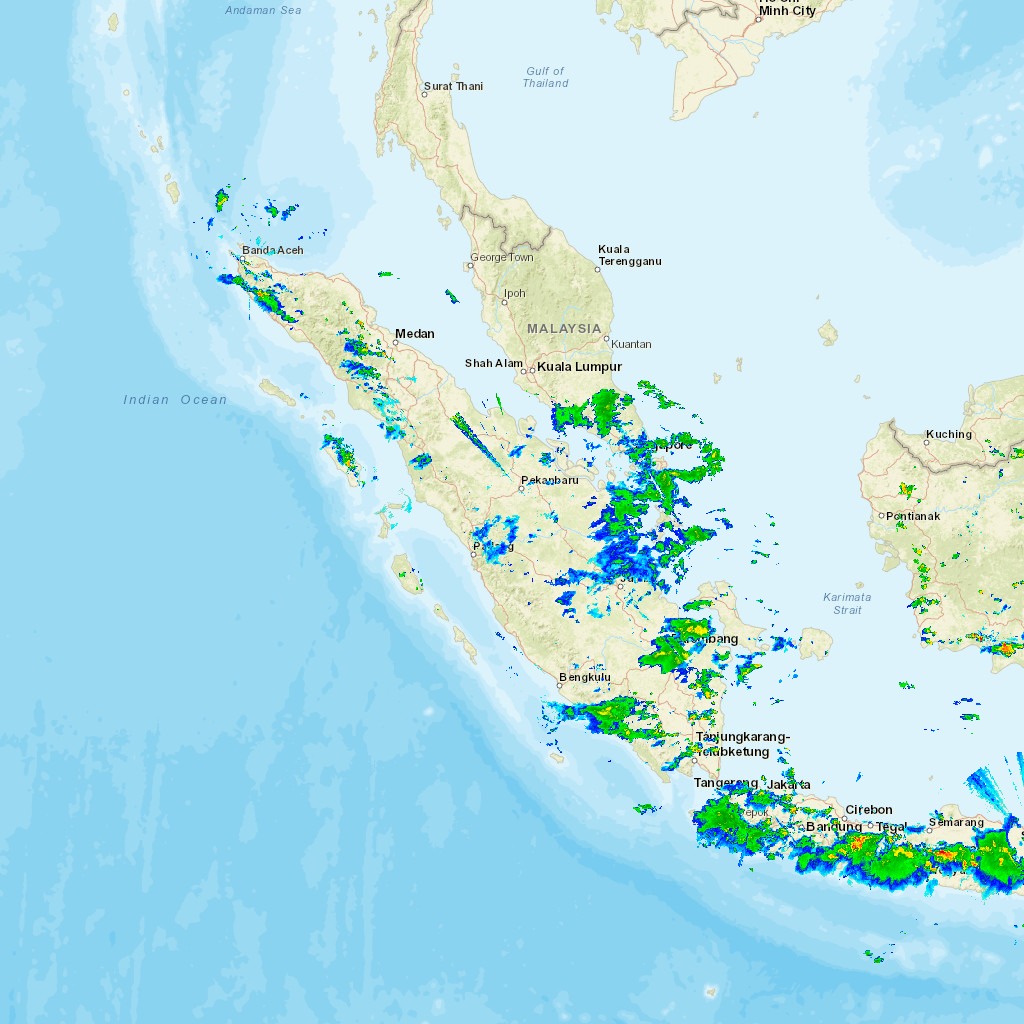 Andaman Sea
Minh City
Gulf of
Thailand
Surat Thani
Banda Aceh
George Town
Kuala
Terengganu
Ipoh
MALAYSIA
Medan
Kuantan
Shah Alam
Kuala Lumpur
Indian Ocean
Kuching
Pekanbaru
Pontianak
Karimata
Strait
Bengkulu
Tanjungkarang-
Telubketung
Tangerang
Jakarta
Cirebon
Bandung
Tegal
Semarang